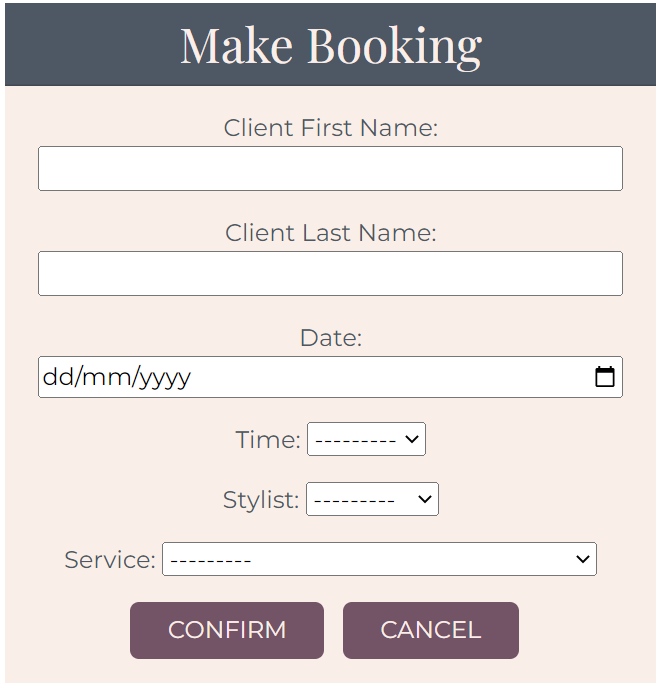 Make Booking
Client First Name:
Client Last Name:
Date:
dd/mm/yyyy
Time: ---------
Stylist: ---------
Service: ---------
CONFIRM CANCEL